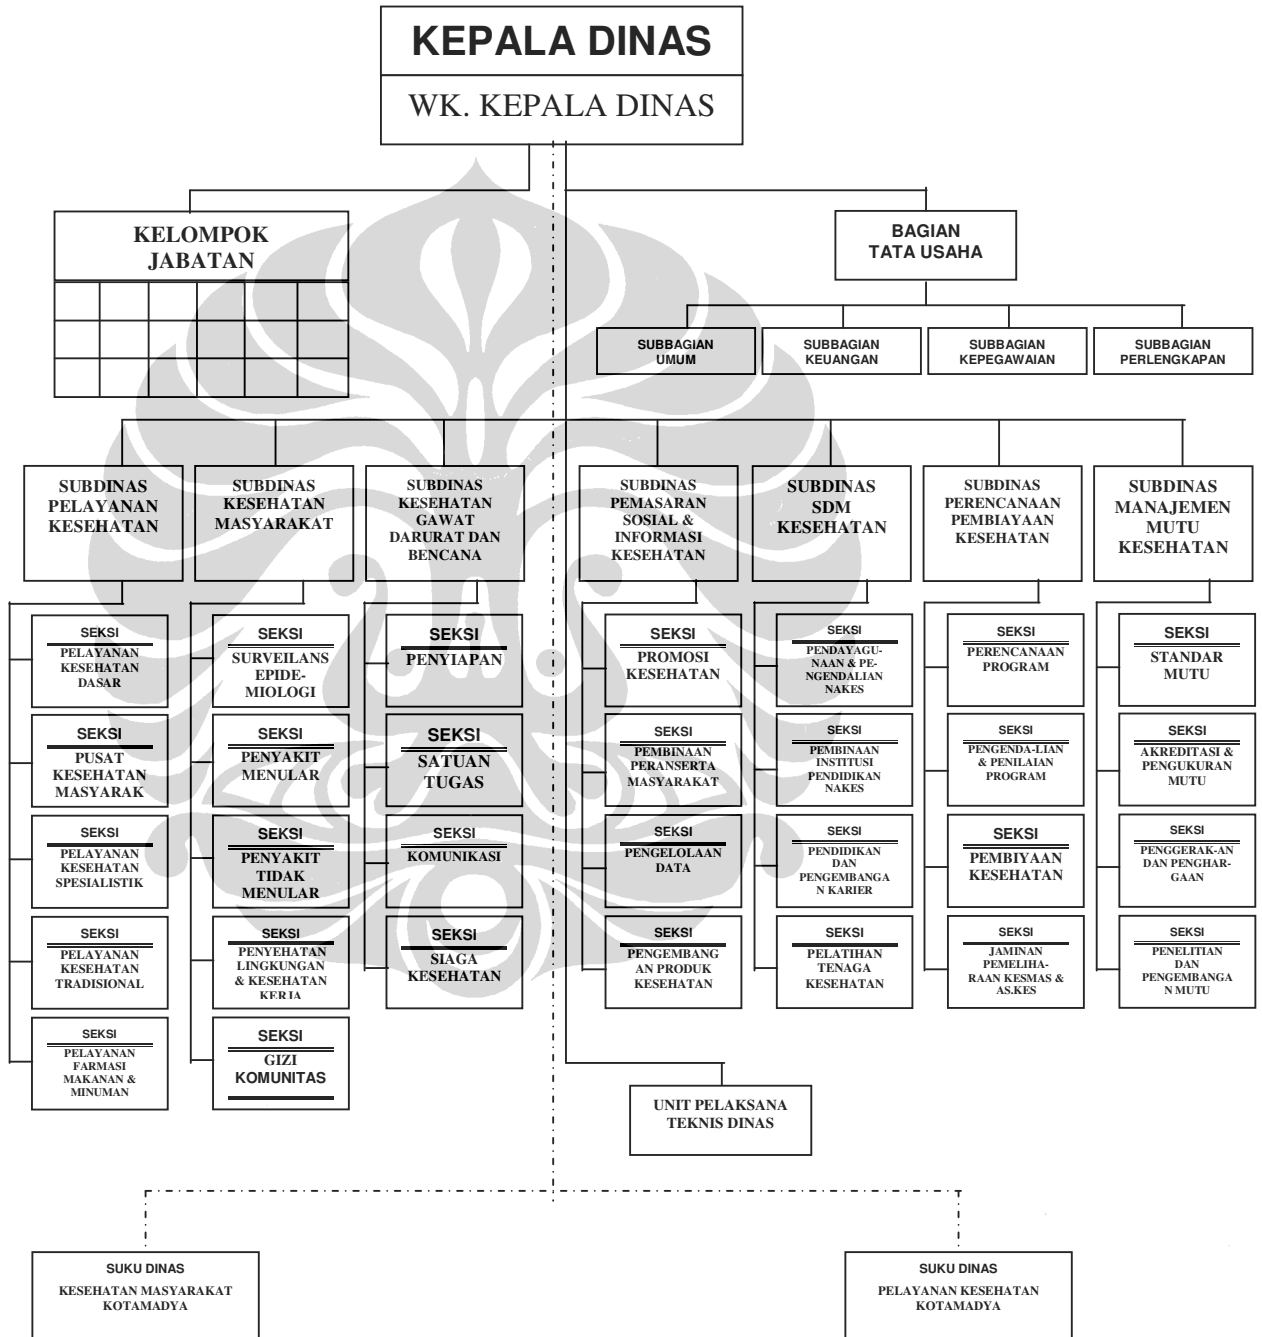 KEPALA DINAS
WK. KEPALA DINAS
KELOMPOK
JABATAN
BAGIAN
TATA USAHA
SUBBAGIAN
UMUM
SUBBAGIAN
KEUANGAN
SUBBAGIAN
KEPEGAWAIAN
SUBBAGIAN
PERLENGKAPAN
SUBDINAS
PELAYANAN
KESEHATAN
SUBDINAS
KESEHATAN
MASYARAKAT
SUBDINAS
KESEHATAN
GAWAT
DARURAT DAN
BENCANA
SUBDINAS
PEMASARAN
SOSIAL &
INFORMASI
KESEHATAN
SUBDINAS
SDM
KESEHATAN
SUBDINAS
PERENCANAAN
PEMBIAYAAN
KESEHATAN
SUBDINAS
MANAJEMEN
MUTU
KESEHATAN
SEKSI
PELAYANAN
KESEHATAN
DASAR
SEKSI
SURVEILANS
EPIDE-
MIOLOGI
SEKSI
PENYIAPAN
SEKSI
PROMOSI
KESEHATAN
SEKSI
PENDAYAGU-
NAAN & PE-
NGENDALIAN
NAKES
SEKSI
PERENCANAAN
PROGRAM
SEKSI
STANDAR
MUTU
SEKSI
PUSAT
KESEHATAN
MASYARAK
SEKSI
PENYAKIT
MENULAR
SEKSI
SATUAN
TUGAS
SEKSI
PEMBINAAN
PERANSERTA
MASYARAKAT
SEKSI
PEMBINAAN
INSTITUSI
PENDIDIKAN
NAKES
SEKSI
PENGENDA-LIAN
& PENILAIAN
PROGRAM
SEKSI
AKREDITASI &
PENGUKURAN
MUTU
SEKSI
PELAYANAN
KESEHATAN
SPESIALISTIK
SEKSI
PENYAKIT
TIDAK
MENULAR
SEKSI
KOMUNIKASI
SEKSI
PENGELOLAAN
DATA
SEKSI
PENDIDIKAN
DAN
PENGEMBANGA
N KARIER
SEKSI
PEMBIYAAN
KESEHATAN
SEKSI
PENGGERAK-AN
DAN PENGHAR-
GAAN
SEKSI
PELAYANAN
KESEHATAN
TRADISIONAL
SEKSI
PENYEHATAN
LINGKUNGAN
& KESEHATAN
KERJA
SEKSI
SIAGA
KESEHATAN
SEKSI
PENGEMBANG
AN PRODUK
KESEHATAN
SEKSI
PELATIHAN
TENAGA
KESEHATAN
SEKSI
JAMINAN
PEMELIHA-
RAAN KESMAS &
AS.KES
SEKSI
PENELITIAN
DAN
PENGEMBANGA
N MUTU
SEKSI
PELAYANAN
FARMASI
MAKANAN &
MINUMAN
SEKSI
GIZI
KOMUNITAS
UNIT PELAKSANA
TEKNIS DINAS
SUKU DINAS
KESEHATAN MASYARAKAT
KOTAMADYA
SUKU DINAS
PELAYANAN KESEHATAN
KOTAMADYA